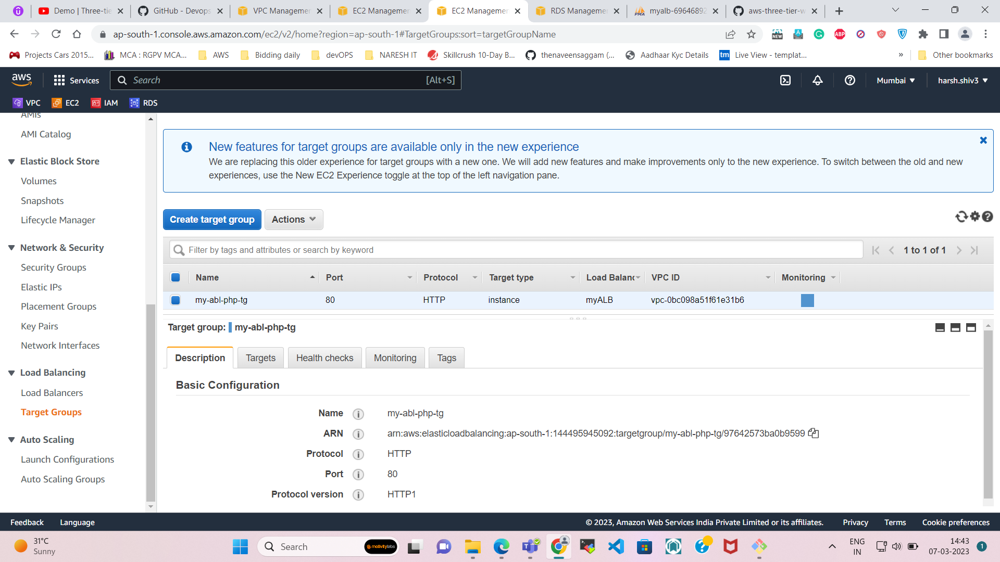 Demo | Three-tie
GitHub - Devops
VPC Managemen
EC2 Managemen
EC2 Managemen
RDS Manageme
PMA
myalb-69646892
aws-three-tier-w
ap-south-1.console.aws.amazon.com/ec2/v2/home?region=ap-south-1#TargetGroups:sort=targetGroupName
NEW
ABP
Projects Cars 2015...
MCA : RGPV MCA...
AWS
Bidding daily
devOPS
NARESH IT
Skillcrush 10-Day B...
thenaveensaggam (...
Aadhaar Kyc Details
tm
Live View - templat...
»
Other bookmarks
aws
Services
Search
[Alt+S]
Mumbai
harsh.shiv3
VPC
EC2
IAM
RDS
AMIs
AMI Catalog
Elastic Block Store
Volumes
Snapshots
Lifecycle Manager
Network & Security
Security Groups
Elastic IPs
Placement Groups
Key Pairs
Network Interfaces
Load Balancing
Load Balancers
Target Groups
Auto Scaling
Launch Configurations
Auto Scaling Groups
New features for target groups are available only in the new experience
We are replacing this older experience for target groups with a new one. We will add new features and make improvements only to the new experience. To switch between the old and new
experiences, use the New EC2 Experience toggle at the top of the left navigation pane.
Create target group
Actions
Filter by tags and attributes or search by keyword
1 to 1 of 1
Name Port Protocol Target type Load Balanc VPC ID Monitoring
my-abl-php-tg 80 HTTP instance myALB vpc-0bc098a51f61e31b6
Target group: my-abl-php-tg
Description
Targets
Health checks
Monitoring
Tags
Basic Configuration
Name my-abl-php-tg
ARN arn:aws:elasticloadbalancing:ap-south-1:144495945092:targetgroup/my-abl-php-tg/97642573ba0b9599
Protocol HTTP
Port 80
Protocol version HTTP1
Feedback
Language
© 2023, Amazon Web Services India Private Limited or its affiliates.
Privacy
Terms
Cookie preferences
31°C
Sunny
Search
motivitylabs
ENG
IN
14:43
07-03-2023
1